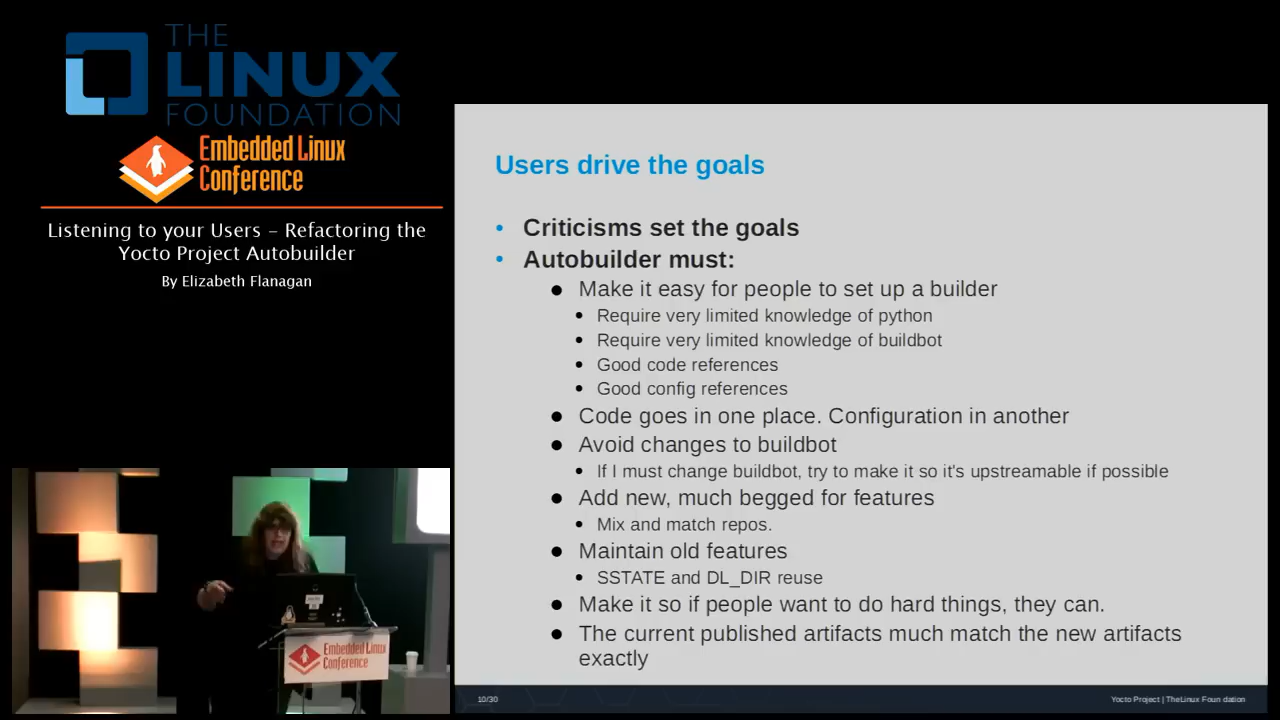 THE
LINUX
FOUNDATION
Embedded Linux
Conference
Listening to your Users – Refactoring the
Yocto Project Autobuilder
By Elizabeth Flanagan
Users drive the goals
• Criticisms set the goals
• Autobuilder must:
● Make it easy for people to set up a builder
● Require very limited knowledge of python
● Require very limited knowledge of buildbot
● Good code references
● Good config references
● Code goes in one place. Configuration in another
● Avoid changes to buildbot
● If I must change buildbot, try to make it so it's upstreamable if possible
● Add new, much begged for features
● Mix and match repos.
● Maintain old features
● SSTATE and DL_DIR reuse
● Make it so if people want to do hard things, they can.
● The current published artifacts much match the new artifacts
exactly
10/30
Yocto Project | TheLinux Foun dation
Embedded Linux
Conference